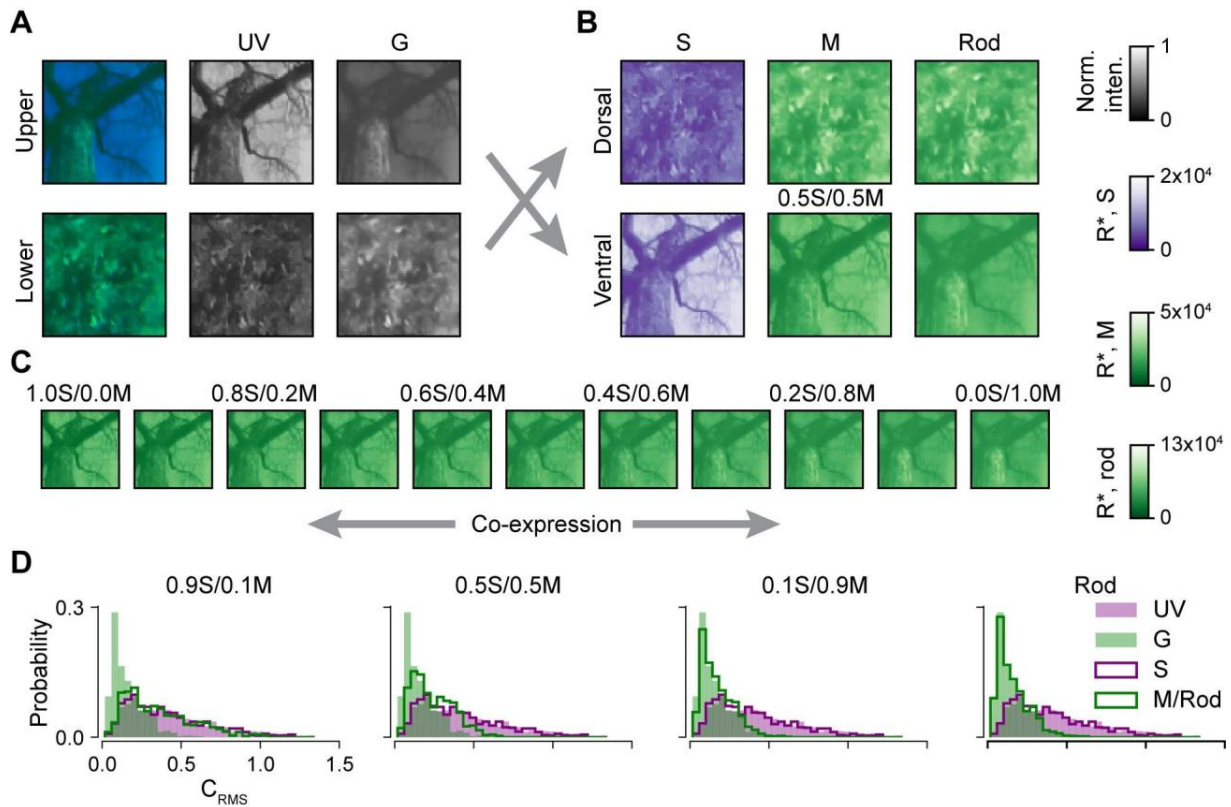 A
UV
G
Upper
Lower
B
S
M
Rod
Dorsal
0.5S/0.5M
Ventral
1
Norm.
inten.
0
2x10⁴
R*, S
0
5x10⁴
R*, M
0
13x10⁴
R*, rod
0
C
1.0S/0.0M
0.8S/0.2M
0.6S/0.4M
0.4S/0.6M
0.2S/0.8M
0.0S/1.0M
Co-expression
D
0.9S/0.1M
0.5S/0.5M
0.1S/0.9M
Rod
0.3
Probability
0.0
0.0
0.5
1.0
1.5
C_RMS
UV
G
S
M/Rod